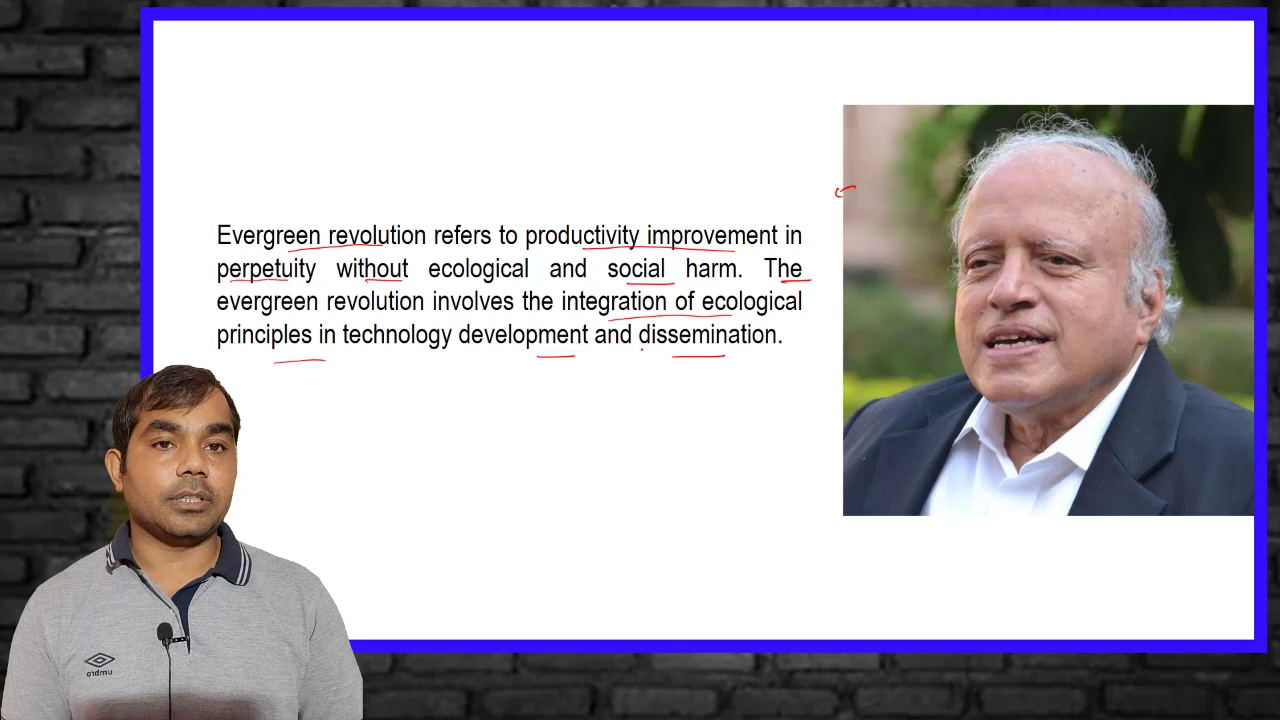 Evergreen revolution refers to productivity improvement in
perpetuity without ecological and social harm. The
evergreen revolution involves the integration of ecological
principles in technology development and dissemination.
umbro